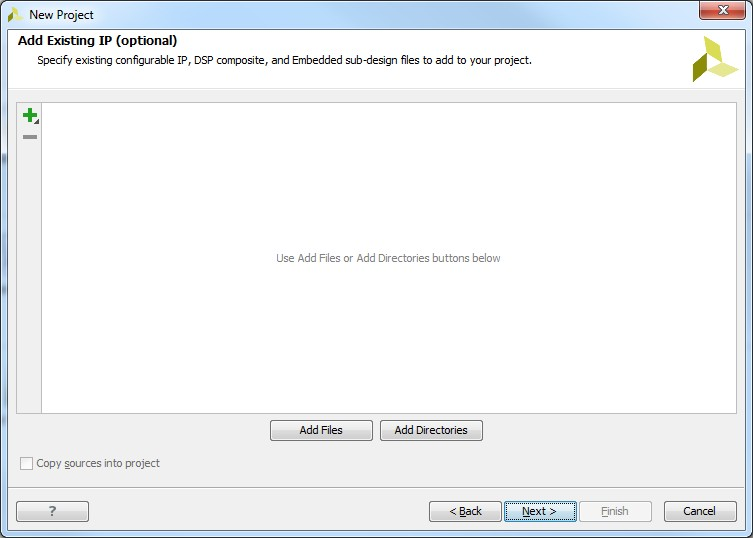 New Project
Add Existing IP (optional)
Specify existing configurable IP, DSP composite, and Embedded sub-design files to add to your project.
Use Add Files or Add Directories buttons below
Add Files
Add Directories
Copy sources into project
?
< Back
Next >
Finish
Cancel